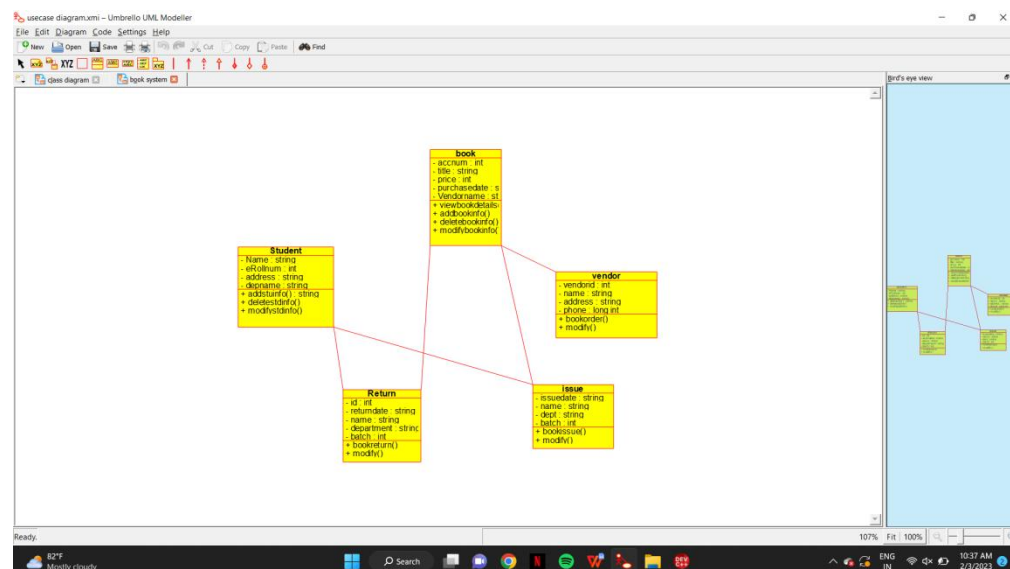 usecase diagram.xmi – Umbrello UML Modeller
File Edit Diagram Code Settings Help
New Open Save Cut Copy Paste Find
XYZ
class diagram book system
Bird's eye view
book
- accnum : int
- title : string
- price : int
- purchasedate : s
- Vendorname : st
+ viewbookdetails
+ addbookinfo()
+ deletebookinfo()
+ modifybookinfo(
Student
- Name : string
- eRollnum : int
- address : string
- depname : string
+ addstuinfo() : string
+ deletestdinfo()
+ modifystdinfo()
vendor
- vendorid : int
- name : string
- address : string
- phone : long int
+ bookorder()
+ modify()
Return
- id : int
- returndate : string
- name : string
- department : string
- batch : int
+ bookreturn()
+ modify()
issue
- issuedate : string
- name : string
- dept : string
- batch : int
+ bookissue()
+ modify()
Ready.
107% Fit 100%
82°F
Mostly cloudy
Search
ENG
IN
10:37 AM
2/3/2023
2